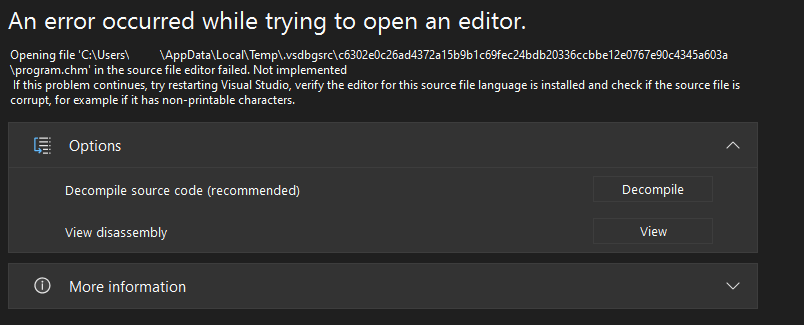 An error occurred while trying to open an editor.
Opening file 'C:\Users\ \AppData\Local\Temp\.vsdbgsrc\c6302e0c26ad4372a15b9b1c69fec24bdb20336ccbbe12e0767e90c4345a603a
\program.chm' in the source file editor failed. Not implemented
If this problem continues, try restarting Visual Studio, verify the editor for this source file language is installed and check if the source file is
corrupt, for example if it has non-printable characters.
Options
Decompile source code (recommended) Decompile
View disassembly View
More information